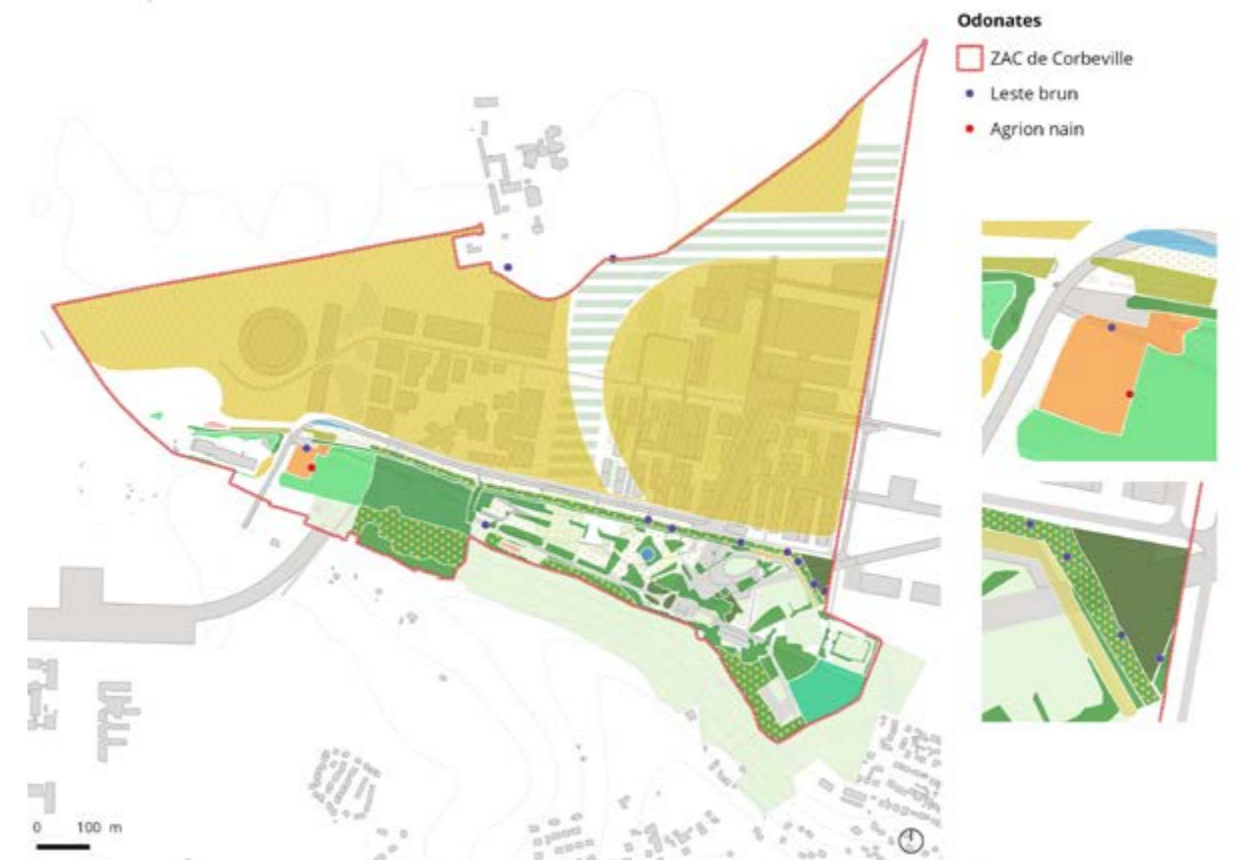 Odonates
ZAC de Corbeville
Leste brun
Agrion nain
0 100 m